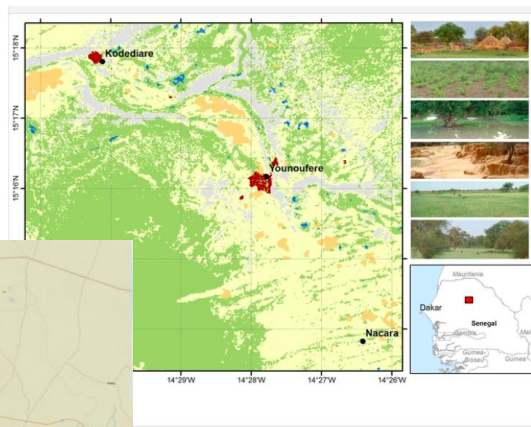 15°18'N
Kodediare
15°17'N
Younoufere
15°16'N
Nacara
14°29'W
14°28'W
14°27'W
14°26'W
Mauritania
Dakar
Senegal
Gambia
Mali
Guinea-
Bissau
Guinea